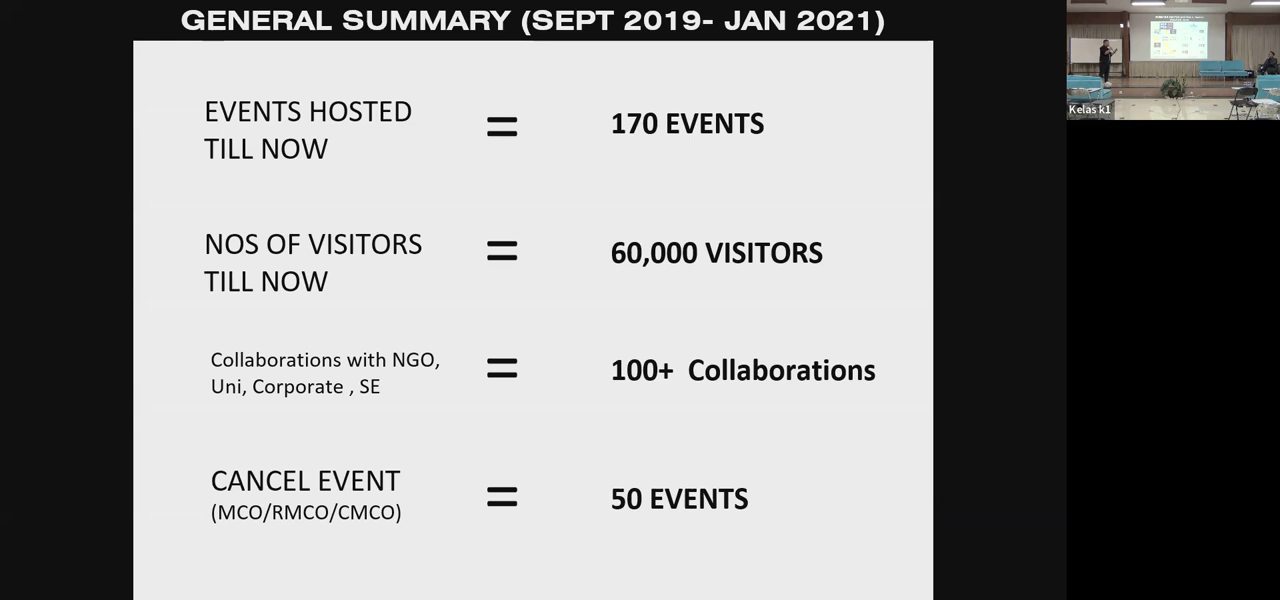 GENERAL SUMMARY (SEPT 2019- JAN 2021)
EVENTS HOSTED
TILL NOW
=
170 EVENTS
NOS OF VISITORS
TILL NOW
=
60,000 VISITORS
Collaborations with NGO,
Uni, Corporate , SE
=
100+ Collaborations
CANCEL EVENT
(MCO/RMCO/CMCO)
=
50 EVENTS
Kelas k1